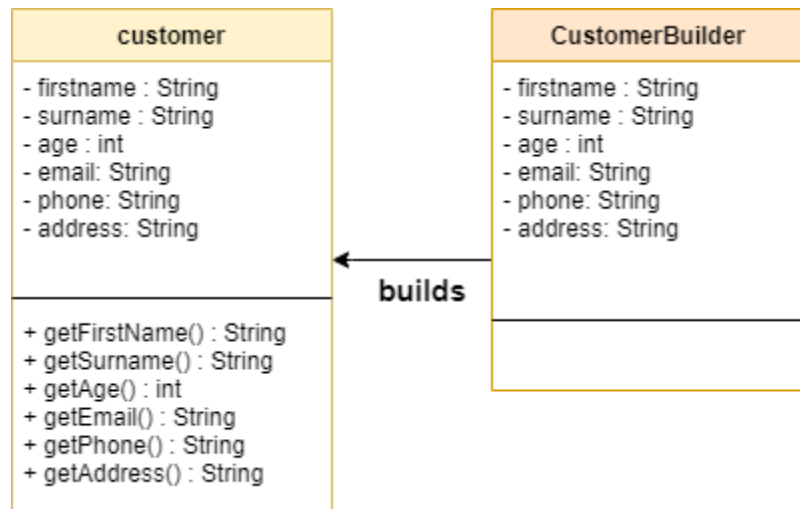 customer
- firstname : String
- surname : String
- age : int
- email: String
- phone: String
- address: String
+ getFirstName() : String
+ getSurname() : String
+ getAge() : int
+ getEmail() : String
+ getPhone() : String
+ getAddress() : String
builds
CustomerBuilder
- firstname : String
- surname : String
- age : int
- email: String
- phone: String
- address: String